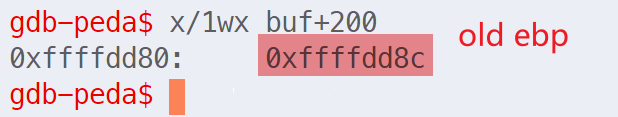 gdb-peda$ x/1wx buf+200
old ebp
0xffffdd80: 0xffffdd8c
gdb-peda$